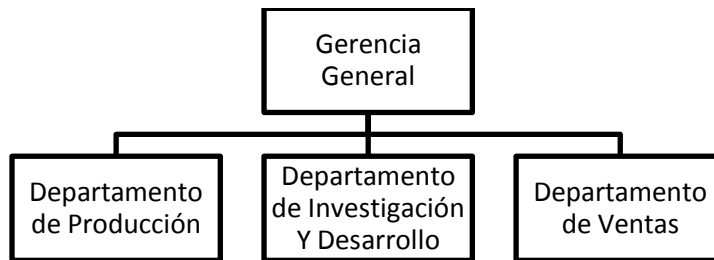 Gerencia
General
Departamento
de Producción
Departamento
de Investigación
Y Desarrollo
Departamento
de Ventas